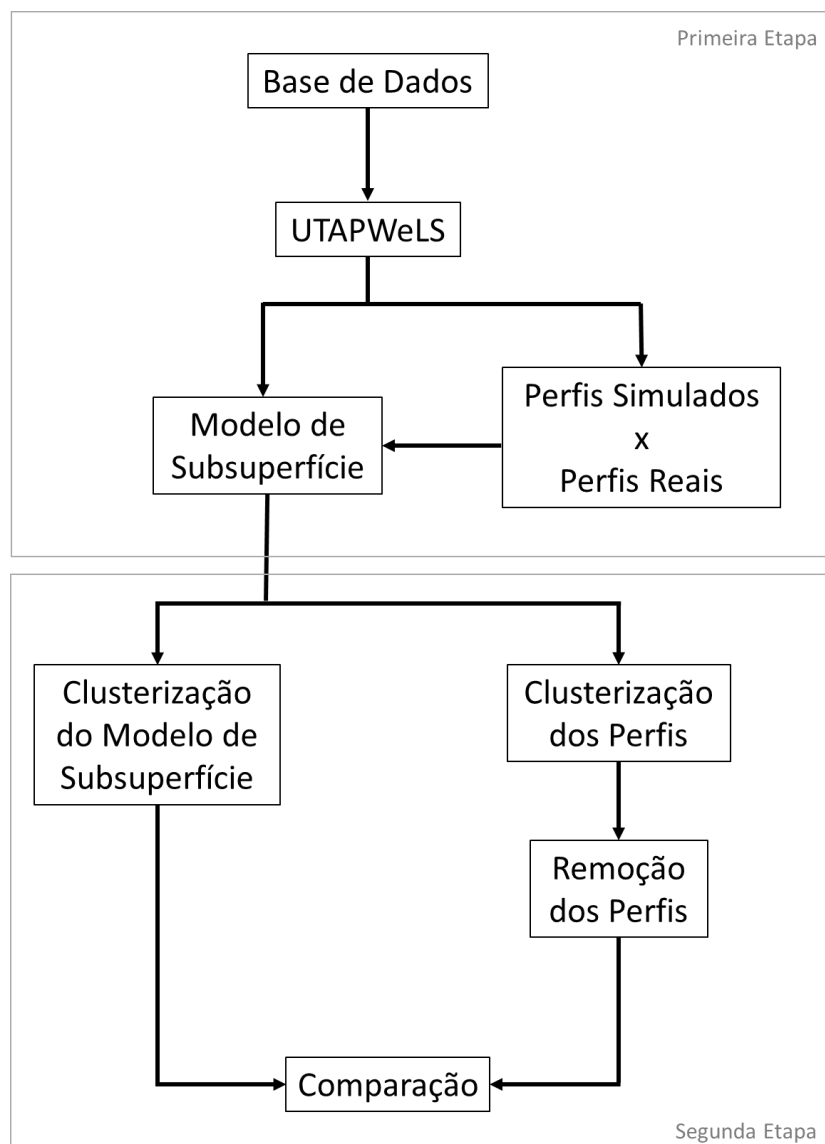 Primeira Etapa
Base de Dados
UTAPWeLS
Modelo de
Subsuperfície
Perfis Simulados
x
Perfis Reais
Clusterização
do Modelo de
Subsuperfície
Clusterização
dos Perfis
Remoção
dos Perfis
Comparação
Segunda Etapa